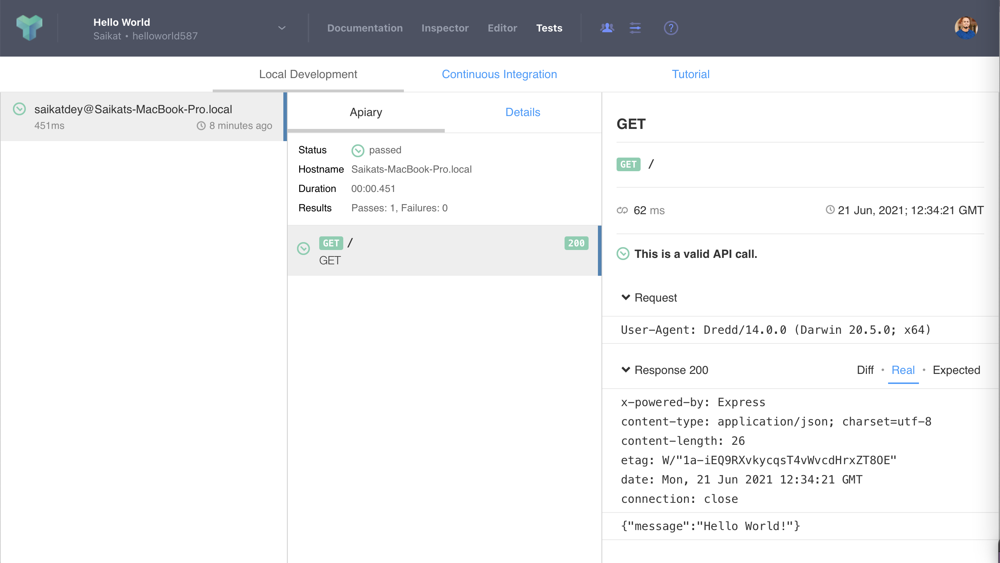 Hello World
Saikat • helloworld587
Documentation
Inspector
Editor
Tests
?
Local Development
Continuous Integration
Tutorial
saikatdey@Saikats-MacBook-Pro.local
451ms
8 minutes ago
Apiary
Details
Status passed
Hostname Saikats-MacBook-Pro.local
Duration 00:00.451
Results Passes: 1, Failures: 0
GET / 200
GET
GET
GET /
62 ms
21 Jun, 2021; 12:34:21 GMT
This is a valid API call.
Request
User-Agent: Dredd/14.0.0 (Darwin 20.5.0; x64)
Response 200
Diff • Real • Expected
x-powered-by: Express
content-type: application/json; charset=utf-8
content-length: 26
etag: W/"1a-iEQ9RXvkycqsT4vWvcdHrxZT8OE"
date: Mon, 21 Jun 2021 12:34:21 GMT
connection: close
{"message":"Hello World!"}